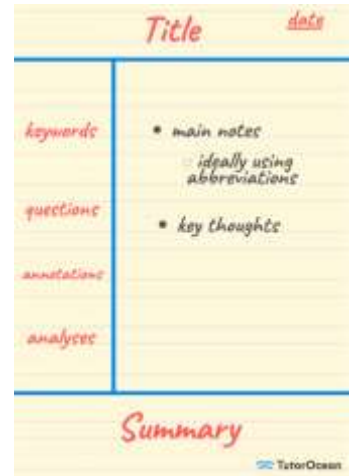 Title
date
keywords
• main notes
○ ideally using
abbreviations
questions
• key thoughts
annotations
analyses
Summary
TutorOcean